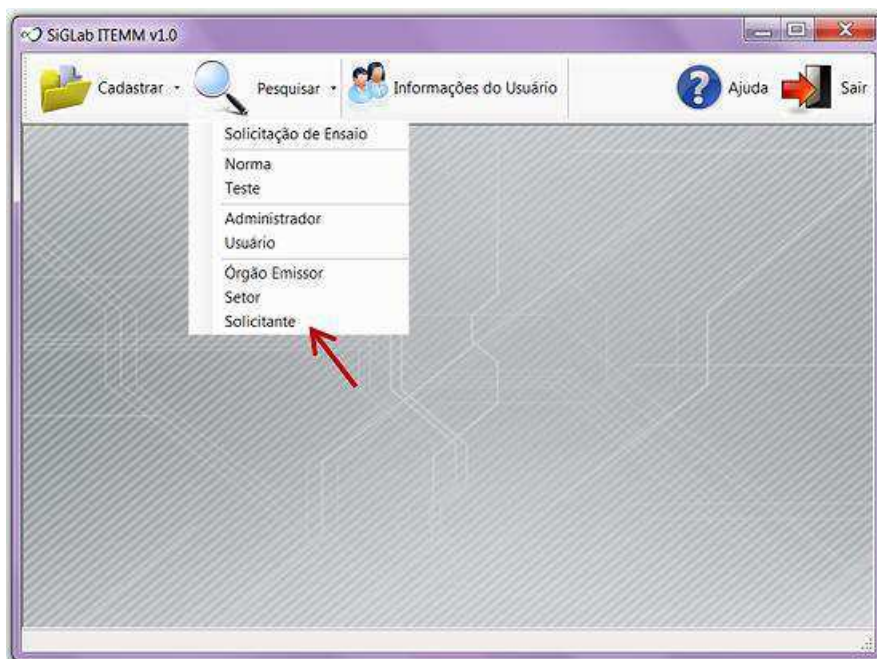 SiGLab ITEMM v1.0
Cadastrar Pesquisar Informações do Usuário Ajuda Sair
Solicitação de Ensaio
Norma
Teste
Administrador
Usuário
Órgão Emissor
Setor
Solicitante